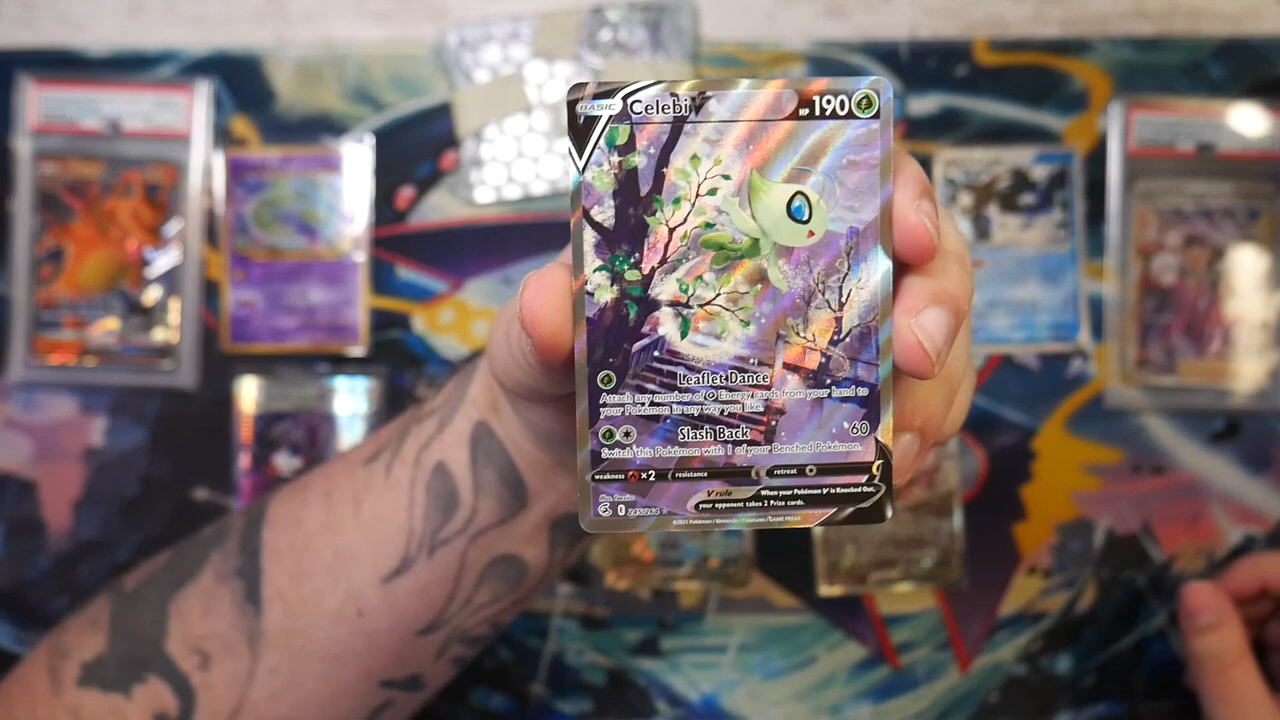 BASIC Celebi HP 190
Leaflet Dance
Attach any number of Energy cards from your hand to
your Pokémon in any way you like.
Slash Back 60
Switch this Pokémon with 1 of your Benched Pokémon.
weakness ×2 resistance retreat
V rule When your Pokémon V is Knocked Out,
your opponent takes 2 Prize cards.
Illus.
245/264 ©2021 Pokémon / Nintendo / Creatures / GAME FREAK